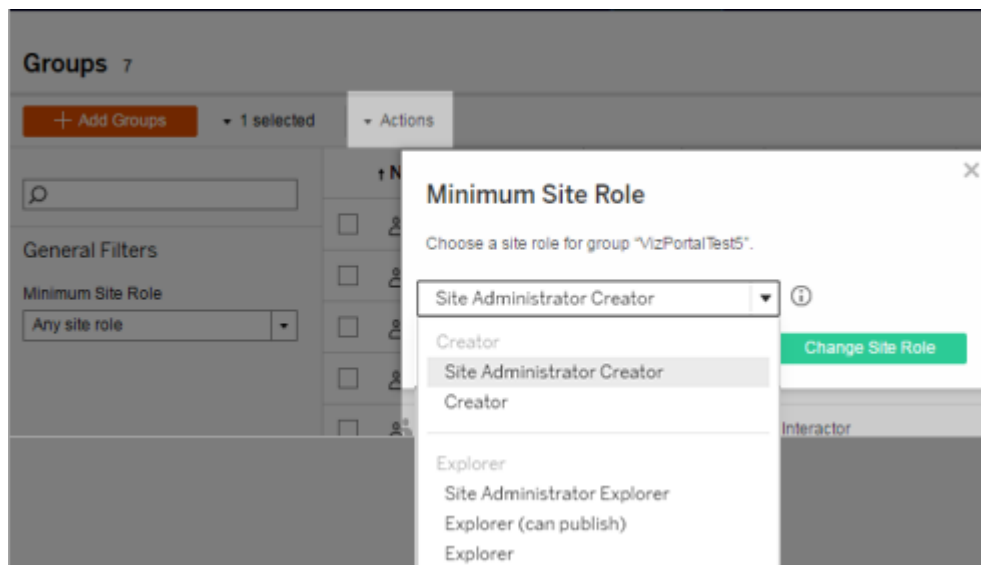 Groups 7
+ Add Groups
1 selected
Actions
↑ N
General Filters
Minimum Site Role
Any site role
Minimum Site Role
Choose a site role for group "VizPortalTest5".
Site Administrator Creator
Change Site Role
Creator
Site Administrator Creator
Creator
Interactor
Explorer
Site Administrator Explorer
Explorer (can publish)
Explorer